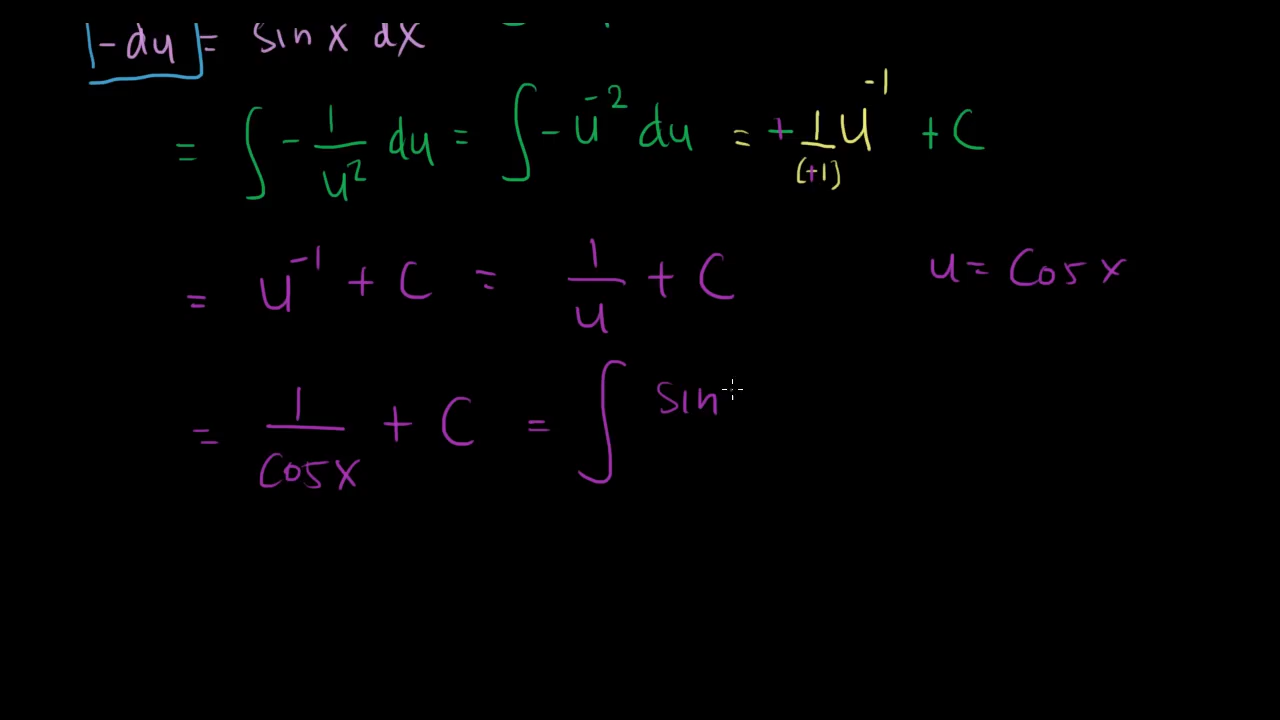 -du = sin x dx
= ∫ - 1/u² du = ∫ - u⁻² du = + 1/(+1) u⁻¹ + C
= u⁻¹ + C = 1/u + C u = cos x
= 1/cos x + C = ∫ sin